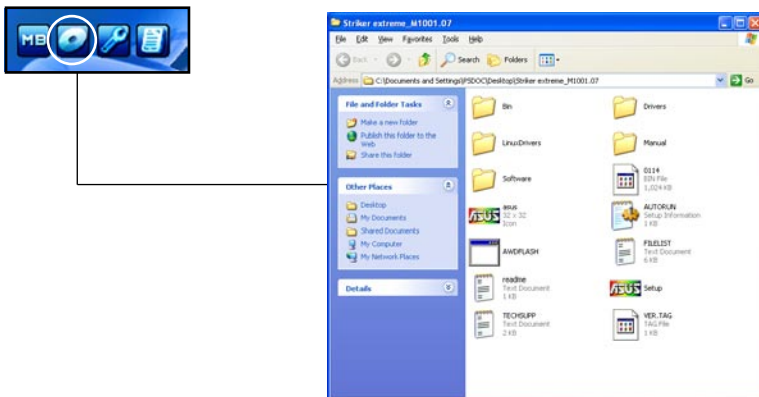 MB
Striker extreme_M1001.07
File Edit View Favorites Tools Help
Back Search Folders
Address C:\Documents and Settings\PSDOC\Desktop\Striker extreme_M1001.07 Go
File and Folder Tasks
Make a new folder
Publish this folder to the
Web
Share this folder
Other Places
Desktop
My Documents
Shared Documents
My Computer
My Network Places
Details
Bin
Drivers
LinuxDrivers
Manual
Software
0114
BIN File
1,024 KB
asus
32 x 32
Icon
AUTORUN
Setup Information
1 KB
AWDFLASH
FILELIST
Text Document
6 KB
readme
Text Document
1 KB
ASUS
Setup
TECHSUPP
Text Document
2 KB
VER.TAG
TAG File
1 KB